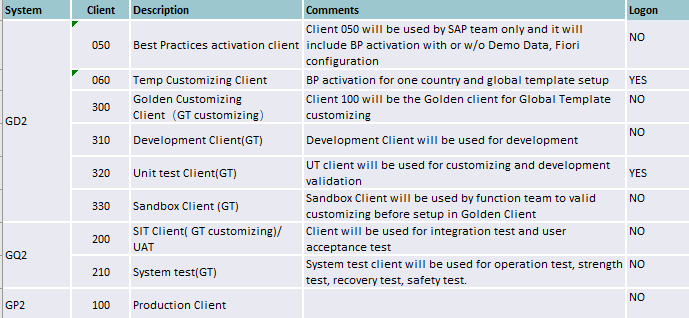 System Client Description Comments Logon
GD2
050 Best Practices activation client
Client 050 will be used by SAP team only and it will
include BP activation with or w/o Demo Data, Fiori
configuration
NO
060 Temp Customizing Client BP activation for one country and global template setup YES
300
Golden Customizing
Client（GT customizing）
Client 100 will be the Golden client for Global Template
customizing
NO
310 Development Client(GT) Development Client will be used for development NO
320 Unit test Client(GT)
UT client will be used for customizing and development
validation
YES
330 Sandbox Client (GT)
Sandbox Client will be used by function team to valid
customizing before setup in Golden Client
NO
GQ2
200
SIT Client( GT customizing)/
UAT
Client will be used for integration test and user
acceptance test
NO
210 System test(GT)
System test client will be used for operation test, strength
test, recovery test, safety test.
NO
GP2 100 Production Client NO